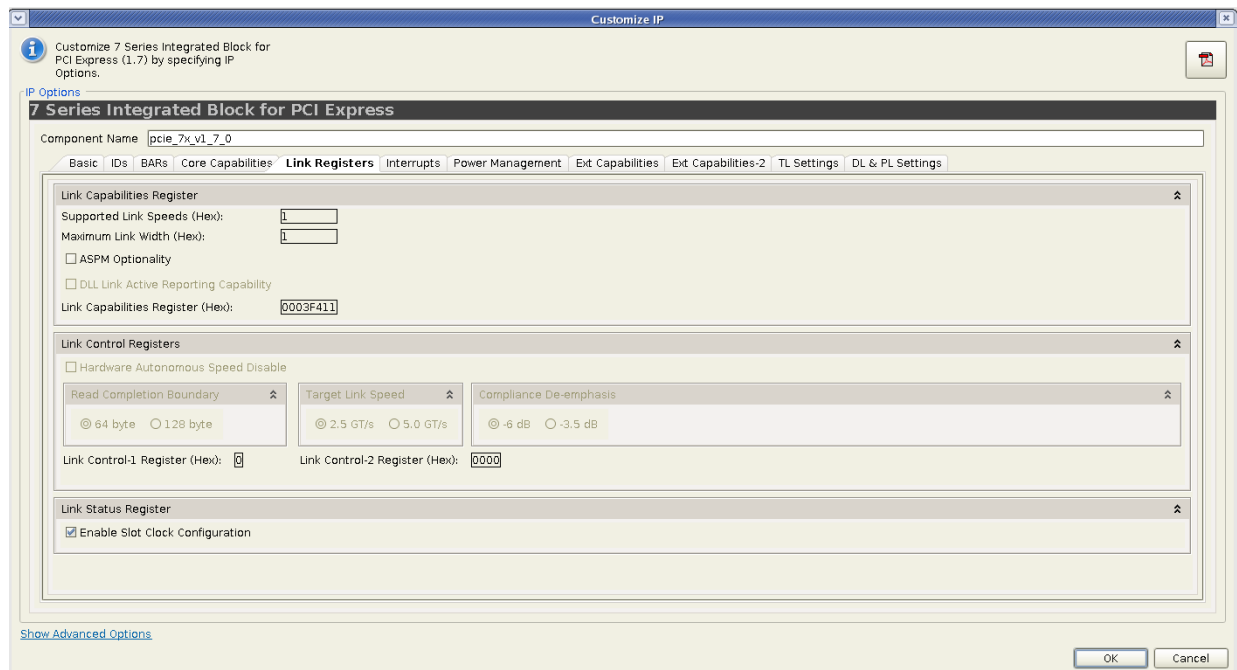 Customize IP
Customize 7 Series Integrated Block for
PCI Express (1.7) by specifying IP
Options.
IP Options
7 Series Integrated Block for PCI Express
Component Name pcie_7x_v1_7_0
Basic IDs BARs Core Capabilities Link Registers Interrupts Power Management Ext Capabilities Ext Capabilities-2 TL Settings DL & PL Settings
Link Capabilities Register
Supported Link Speeds (Hex): 1
Maximum Link Width (Hex): 1
ASPM Optionality
DLL Link Active Reporting Capability
Link Capabilities Register (Hex): 0003F411
Link Control Registers
Hardware Autonomous Speed Disable
Read Completion Boundary Target Link Speed Compliance De-emphasis
64 byte 128 byte 2.5 GT/s 5.0 GT/s -6 dB -3.5 dB
Link Control-1 Register (Hex): 0 Link Control-2 Register (Hex): 0000
Link Status Register
Enable Slot Clock Configuration
Show Advanced Options
OK Cancel